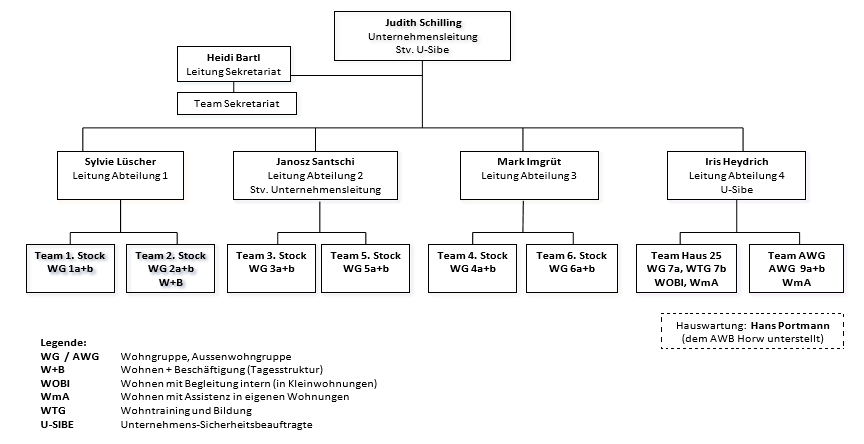 Judith Schilling
Unternehmensleitung
Stv. U-Sibe
Heidi Bartl
Leitung Sekretariat
Team Sekretariat
Sylvie Lüscher
Leitung Abteilung 1
Janosz Santschi
Leitung Abteilung 2
Stv. Unternehmensleitung
Mark Imgrüt
Leitung Abteilung 3
Iris Heydrich
Leitung Abteilung 4
U-Sibe
Team 1. Stock
WG 1a+b
Team 2. Stock
WG 2a+b
W+B
Team 3. Stock
WG 3a+b
Team 5. Stock
WG 5a+b
Team 4. Stock
WG 4a+b
Team 6. Stock
WG 6a+b
Team Haus 25
WG 7a, WTG 7b
WOBI, WmA
Team AWG
AWG 9a+b
WmA
Hauswartung: Hans Portmann
(dem AWB Horw unterstellt)
Legende:
WG / AWG Wohngruppe, Aussenwohngruppe
W+B Wohnen + Beschäftigung (Tagesstruktur)
WOBI Wohnen mit Begleitung intern (in Kleinwohnungen)
WmA Wohnen mit Assistenz in eigenen Wohnungen
WTG Wohntraining und Bildung
U-SIBE Unternehmens-Sicherheitsbeauftragte